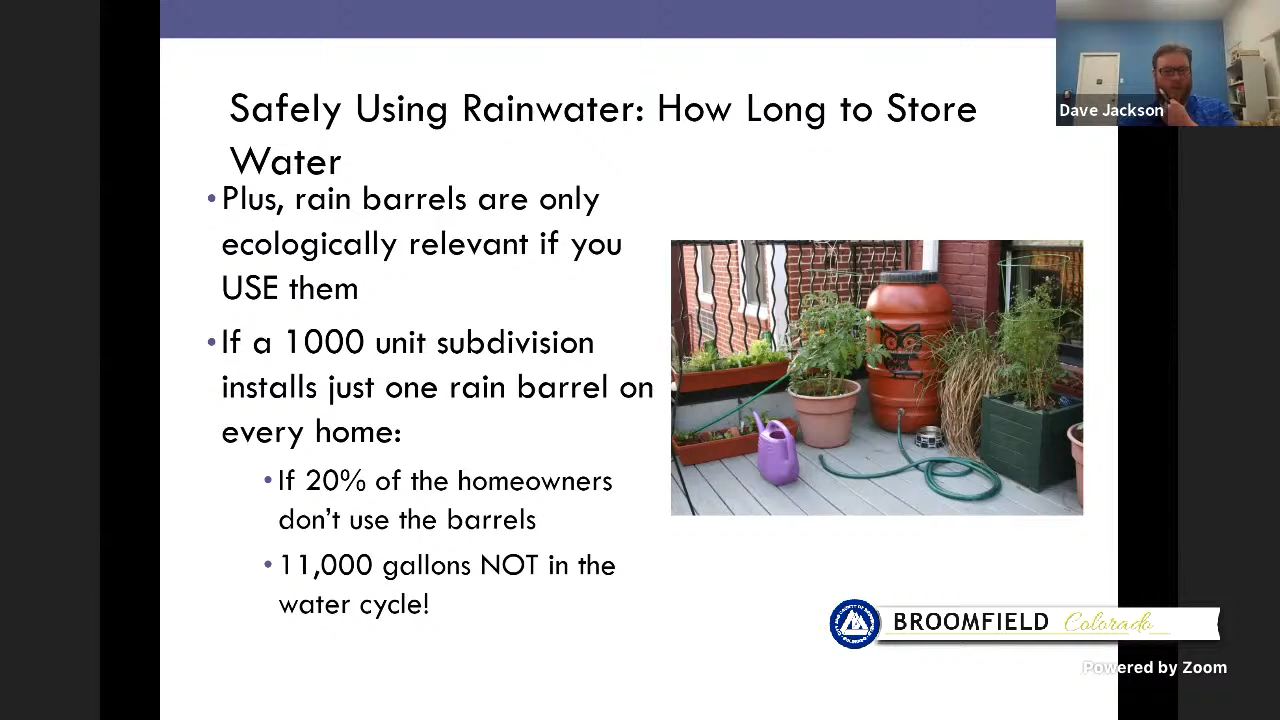 Safely Using Rainwater: How Long to Store
Water
•Plus, rain barrels are only
ecologically relevant if you
USE them
•If a 1000 unit subdivision
installs just one rain barrel on
every home:
•If 20% of the homeowners
don’t use the barrels
•11,000 gallons NOT in the
water cycle!
Dave Jackson
BROOMFIELD Colorado
Powered by Zoom